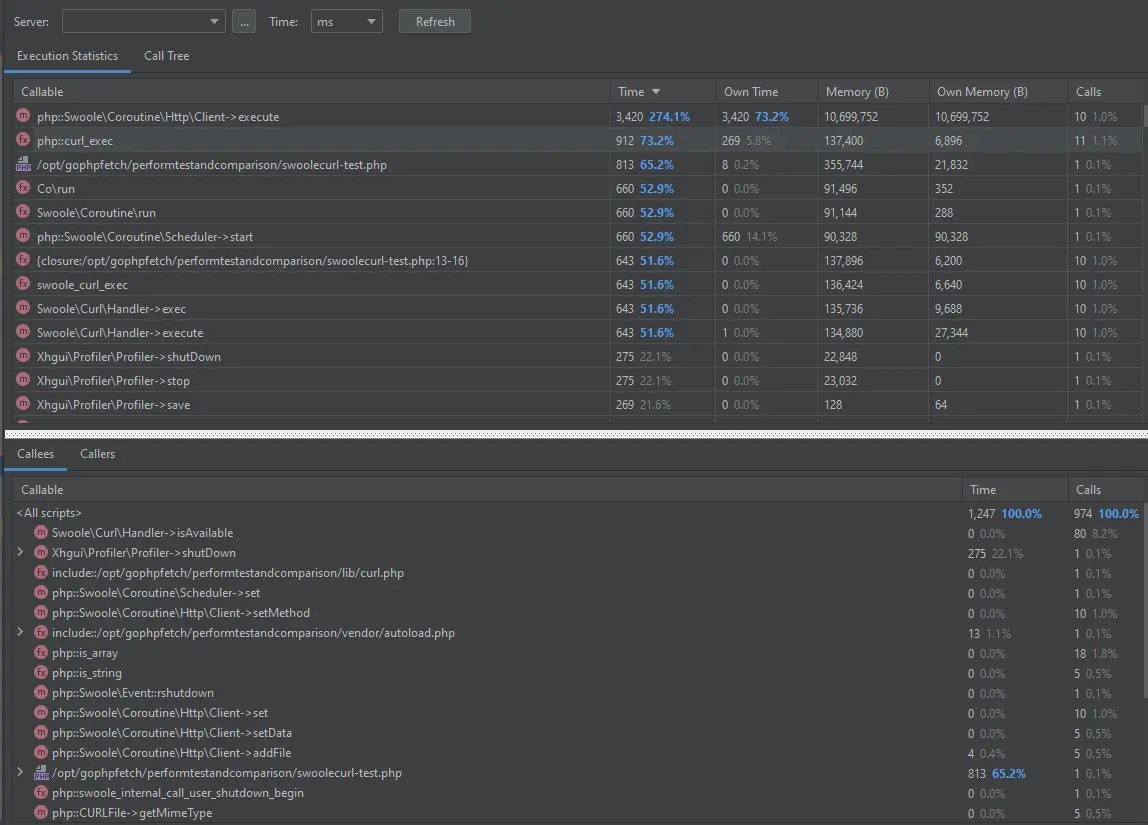 Server: ... Time: ms Refresh
Execution Statistics Call Tree
Callable Time Own Time Memory (B) Own Memory (B) Calls
php::Swoole\Coroutine\Http\Client->execute 3,420 274.1% 3,420 73.2% 10,699,752 10,699,752 10 1.0%
php::curl_exec 912 73.2% 269 5.8% 137,400 6,896 11 1.1%
/opt/gophpfetch/performtestandcomparison/swoolecurl-test.php 813 65.2% 8 0.2% 355,744 21,832 1 0.1%
Co\run 660 52.9% 0 0.0% 91,496 352 1 0.1%
Swoole\Coroutine\run 660 52.9% 0 0.0% 91,144 288 1 0.1%
php::Swoole\Coroutine\Scheduler->start 660 52.9% 660 14.1% 90,328 90,328 1 0.1%
{closure:/opt/gophpfetch/performtestandcomparison/swoolecurl-test.php:13-16} 643 51.6% 0 0.0% 137,896 6,200 10 1.0%
swoole_curl_exec 643 51.6% 0 0.0% 136,424 6,640 10 1.0%
Swoole\Curl\Handler->exec 643 51.6% 0 0.0% 135,736 9,688 10 1.0%
Swoole\Curl\Handler->execute 643 51.6% 1 0.0% 134,880 27,344 10 1.0%
Xhgui\Profiler\Profiler->shutDown 275 22.1% 0 0.0% 22,848 0 1 0.1%
Xhgui\Profiler\Profiler->stop 275 22.1% 0 0.0% 23,032 0 1 0.1%
Xhgui\Profiler\Profiler->save 269 21.6% 0 0.0% 128 64 1 0.1%
Callees Callers
Callable Time Calls
<All scripts> 1,247 100.0% 974 100.0%
Swoole\Curl\Handler->isAvailable 0 0.0% 80 8.2%
Xhgui\Profiler\Profiler->shutDown 275 22.1% 1 0.1%
include::/opt/gophpfetch/performtestandcomparison/lib/curl.php 0 0.0% 1 0.1%
php::Swoole\Coroutine\Scheduler->set 0 0.0% 1 0.1%
php::Swoole\Coroutine\Http\Client->setMethod 0 0.0% 10 1.0%
include::/opt/gophpfetch/performtestandcomparison/vendor/autoload.php 13 1.1% 1 0.1%
php::is_array 0 0.0% 18 1.8%
php::is_string 0 0.0% 5 0.5%
php::Swoole\Event::rshutdown 0 0.0% 1 0.1%
php::Swoole\Coroutine\Http\Client->set 0 0.0% 10 1.0%
php::Swoole\Coroutine\Http\Client->setData 0 0.0% 5 0.5%
php::Swoole\Coroutine\Http\Client->addFile 4 0.4% 5 0.5%
/opt/gophpfetch/performtestandcomparison/swoolecurl-test.php 813 65.2% 1 0.1%
php::swoole_internal_call_user_shutdown_begin 0 0.0% 1 0.1%
php::CURLFile->getMimeType 0 0.0% 5 0.5%